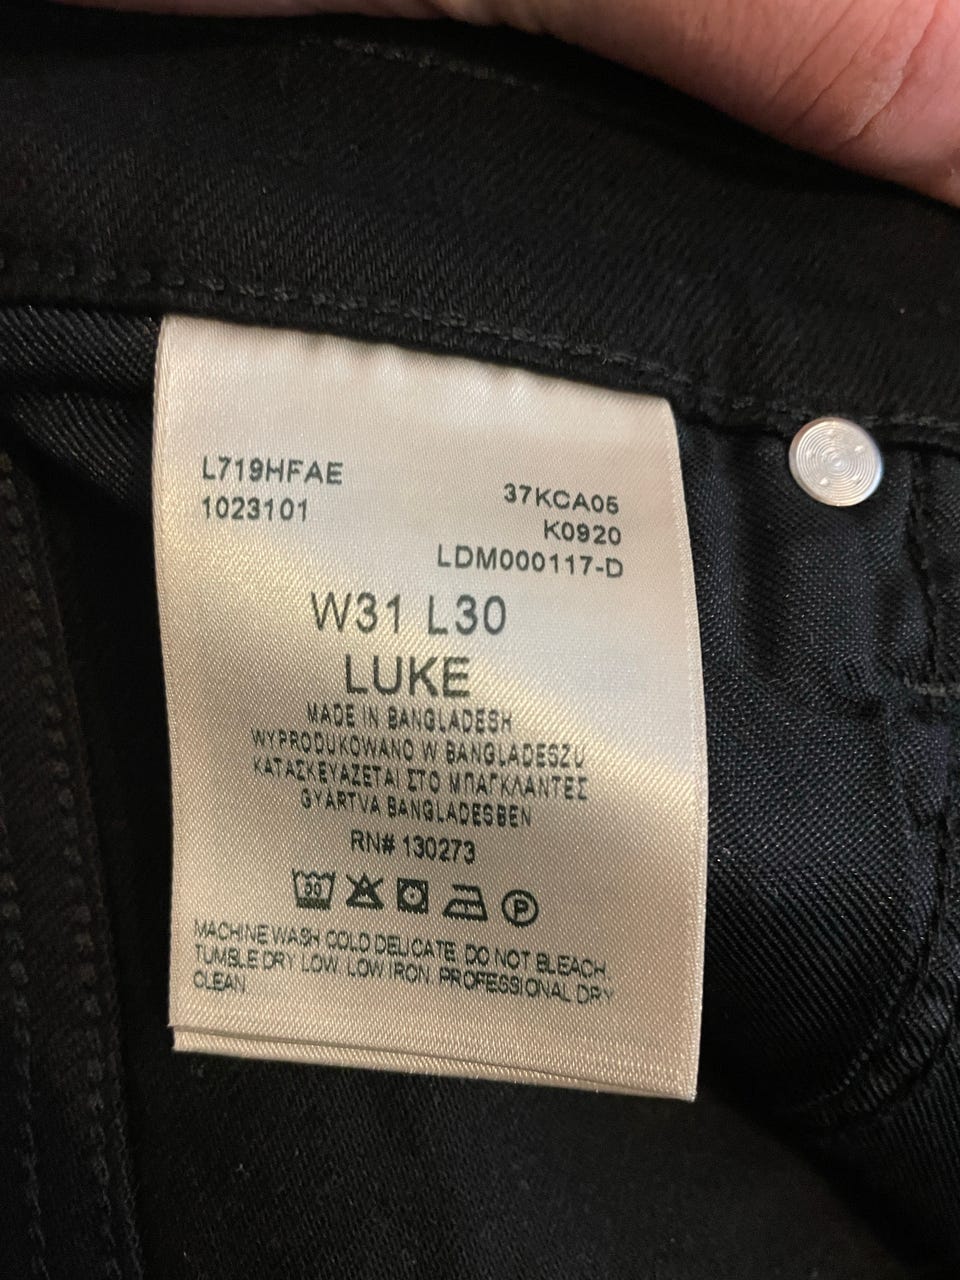 L719HFAE
1023101
37KCA05
K0920
LDM000117-D
W31 L30
LUKE
MADE IN BANGLADESH
WYPRODUKOWANO W BANGLADESZU
ΚΑΤΑΣΚΕΥΑΖΕΤΑΙ ΣΤΟ ΜΠΑΓΚΛΑΝΤΕΣ
GYARTVA BANGLADESBEN
RN# 130273
30 P
MACHINE WASH COLD DELICATE. DO NOT BLEACH.
TUMBLE DRY LOW. LOW IRON. PROFESSIONAL DRY
CLEAN.